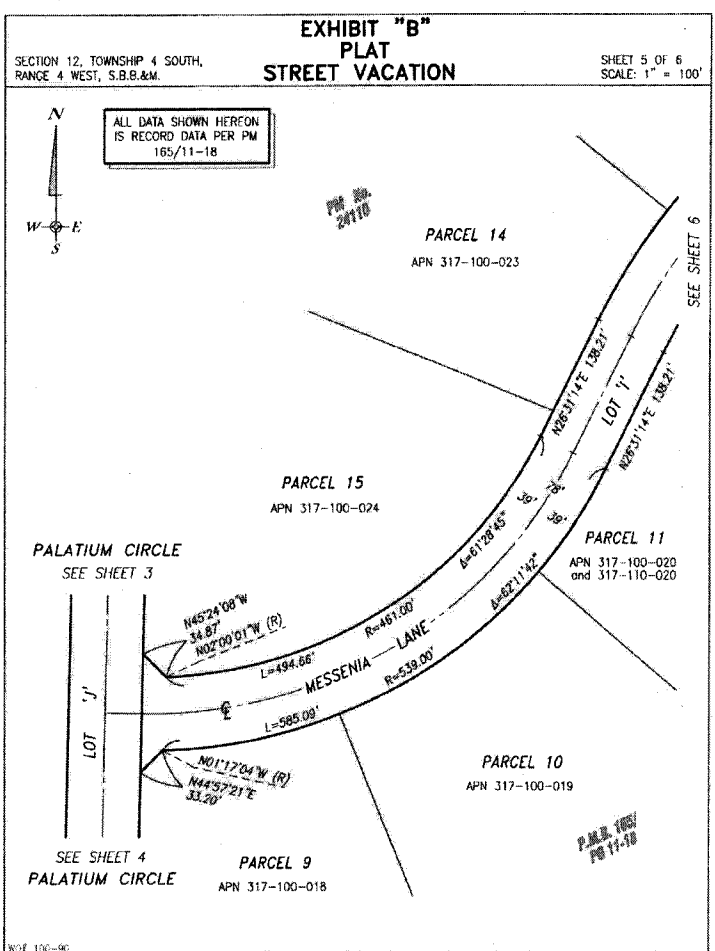 EXHIBIT "B"
PLAT
STREET VACATION
SECTION 12, TOWNSHIP 4 SOUTH,
RANGE 4 WEST, S.B.B.&M.
SHEET 5 OF 6
SCALE: 1" = 100'
N
W E
S
ALL DATA SHOWN HEREON
IS RECORD DATA PER PM
165/11-18
PM No.
24110
PARCEL 14
APN 317-100-023
SEE SHEET 6
N26°31'14"E 138.21'
LOT 'I'
N26°31'14"E 138.21'
PARCEL 15
APN 317-100-024
39'
78'
39'
Δ=61°28'45"
Δ=62°11'42"
PARCEL 11
APN 317-100-020
and 317-110-020
PALATIUM CIRCLE
SEE SHEET 3
N45°24'08"W
34.87'
N02°00'01"W (R)
R=461.00'
L=494.66'
MESSENIA LANE
R=539.00'
L=585.09'
LOT 'J'
N01°17'04"W (R)
N44°57'21"E
33.20'
PARCEL 10
APN 317-100-019
P.M.B. 165/
PG 11-18
SEE SHEET 4
PALATIUM CIRCLE
PARCEL 9
APN 317-100-018